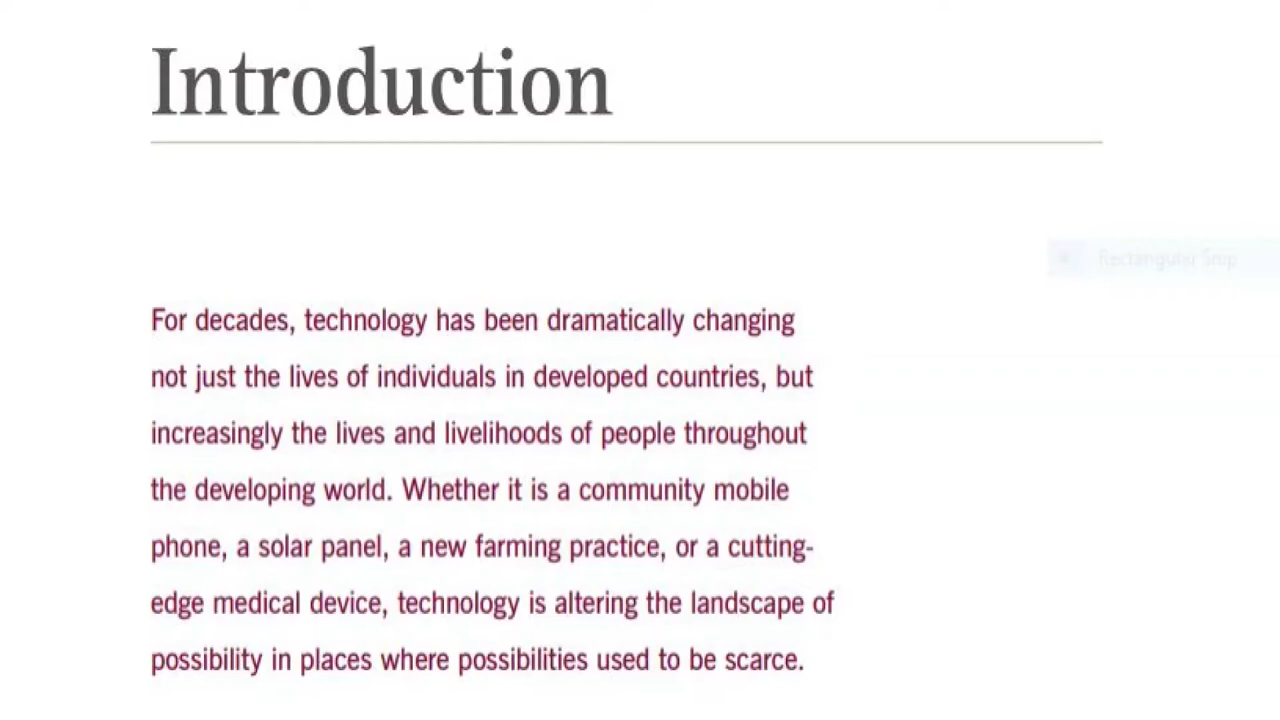 Introduction
Rectangular Snip
For decades, technology has been dramatically changing
not just the lives of individuals in developed countries, but
increasingly the lives and livelihoods of people throughout
the developing world. Whether it is a community mobile
phone, a solar panel, a new farming practice, or a cutting-
edge medical device, technology is altering the landscape of
possibility in places where possibilities used to be scarce.